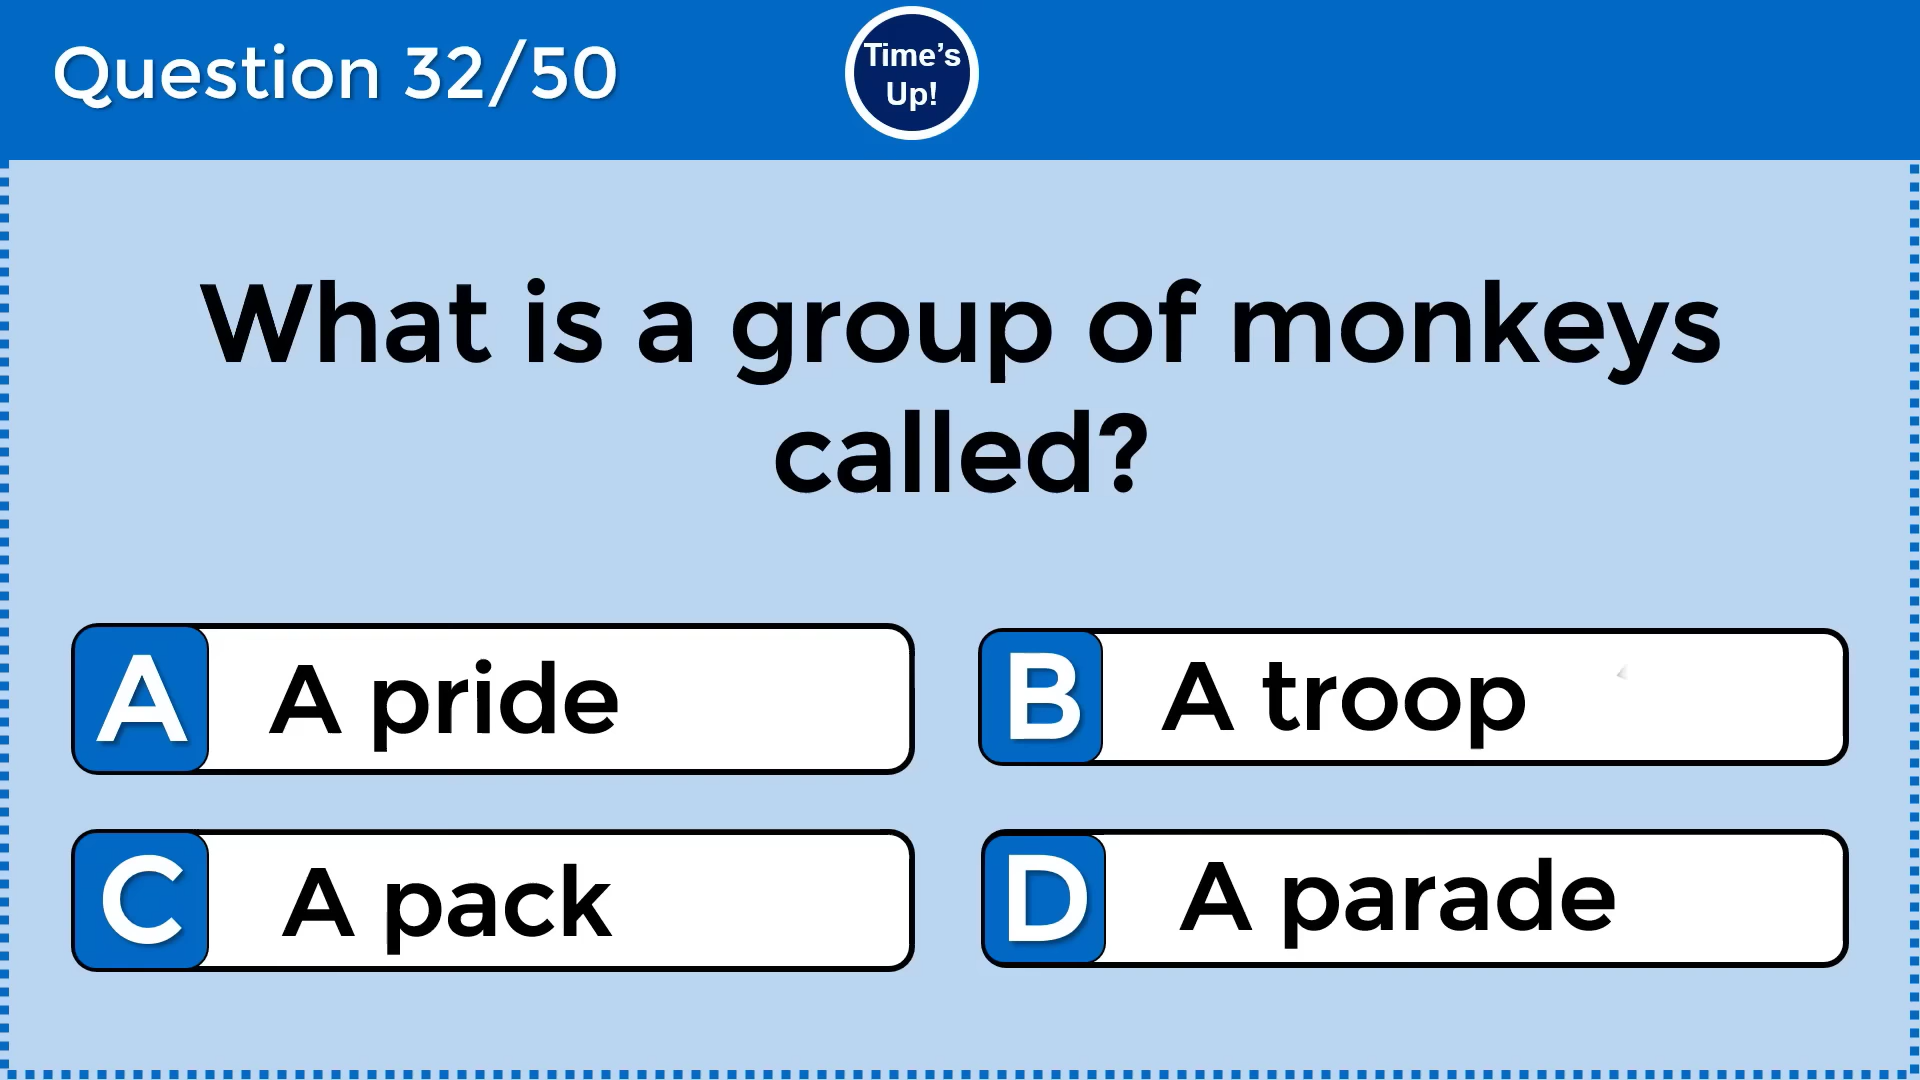 Question 32/50
Time's
Up!
What is a group of monkeys
called?
A A pride
B A troop
C A pack
D A parade